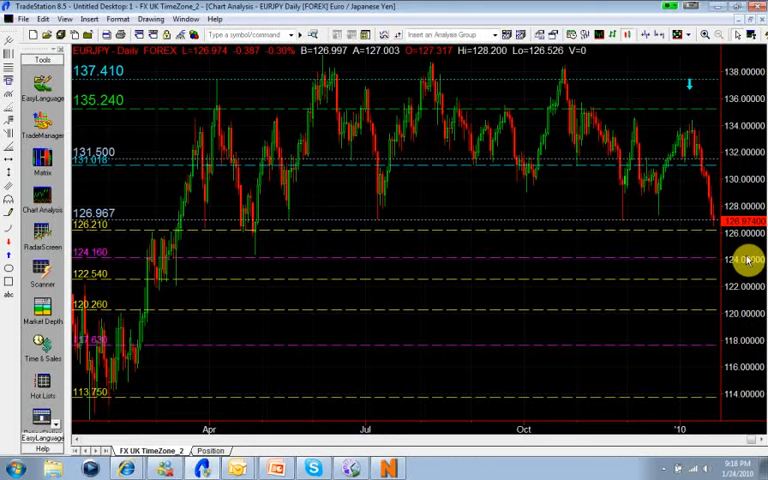 TradeStation 8.5 - Untitled Desktop: 1 - FX UK TimeZone_2 - [Chart Analysis - EURJPY Daily [FOREX] Euro / Japanese Yen]
File Edit View Insert Format Drawing Window Help
Type a symbol/command
Insert an Analysis Group
Tools
EasyLanguage
TradeManager
Matrix
Chart Analysis
RadarScreen
Scanner
Market Depth
Time & Sales
Hot Lists
EasyLanguage
Help
EURJPY - Daily FOREX L=126.974 -0.387 -0.30% B=126.997 A=127.003 O=127.317 Hi=128.200 Lo=126.526 V=0
137.410
135.240
131.500
131.018
126.967
126.210
124.160
122.540
120.260
117.630
113.750
138.00000
136.00000
134.00000
132.00000
130.00000
128.00000
126.97400
126.00000
124.00000
122.00000
120.00000
118.00000
116.00000
114.00000
Apr Jul Oct '10
FX UK TimeZone_2 Position
9:18 PM
1/24/2010